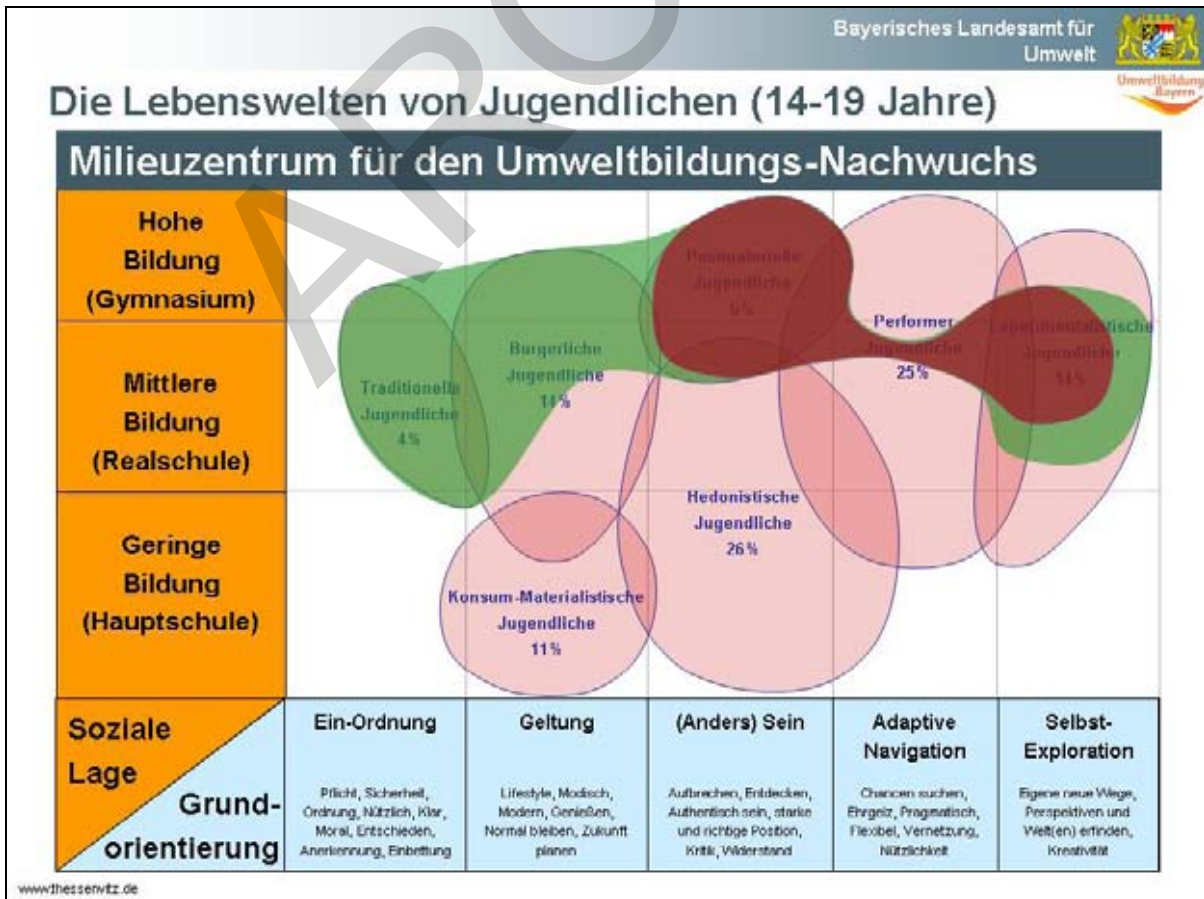 Bayerisches Landesamt für
Umwelt
Umweltbildung
Bayern
Die Lebenswelten von Jugendlichen (14-19 Jahre)
Milieuzentrum für den Umweltbildungs-Nachwuchs
Hohe
Bildung
(Gymnasium)
Mittlere
Bildung
(Realschule)
Geringe
Bildung
(Hauptschule)
Traditionelle
Jugendliche
4%
Bürgerliche
Jugendliche
14%
Konsum-Materialistische
Jugendliche
11%
Postmaterielle
Jugendliche
6%
Hedonistische
Jugendliche
26%
Performer
Jugendliche
25%
Experimentalistische
Jugendliche
14%
Soziale
Lage
Grund-
orientierung
Ein-Ordnung
Pflicht, Sicherheit,
Ordnung, Nützlich, Klar,
Moral, Entschieden,
Anerkennung, Einbettung
Geltung
Lifestyle, Modisch,
Modern, Genießen,
Normal bleiben, Zukunft
planen
(Anders) Sein
Aufbrechen, Entdecken,
Authentisch sein, starke
und richtige Position,
Kritik, Widerstand
Adaptive
Navigation
Chancen suchen,
Ehrgeiz, Pragmatisch,
Flexibel, Vernetzung,
Nützlichkeit
Selbst-
Exploration
Eigene neue Wege,
Perspektiven und
Welt(en) erfinden,
Kreativität
www.thessenvitz.de